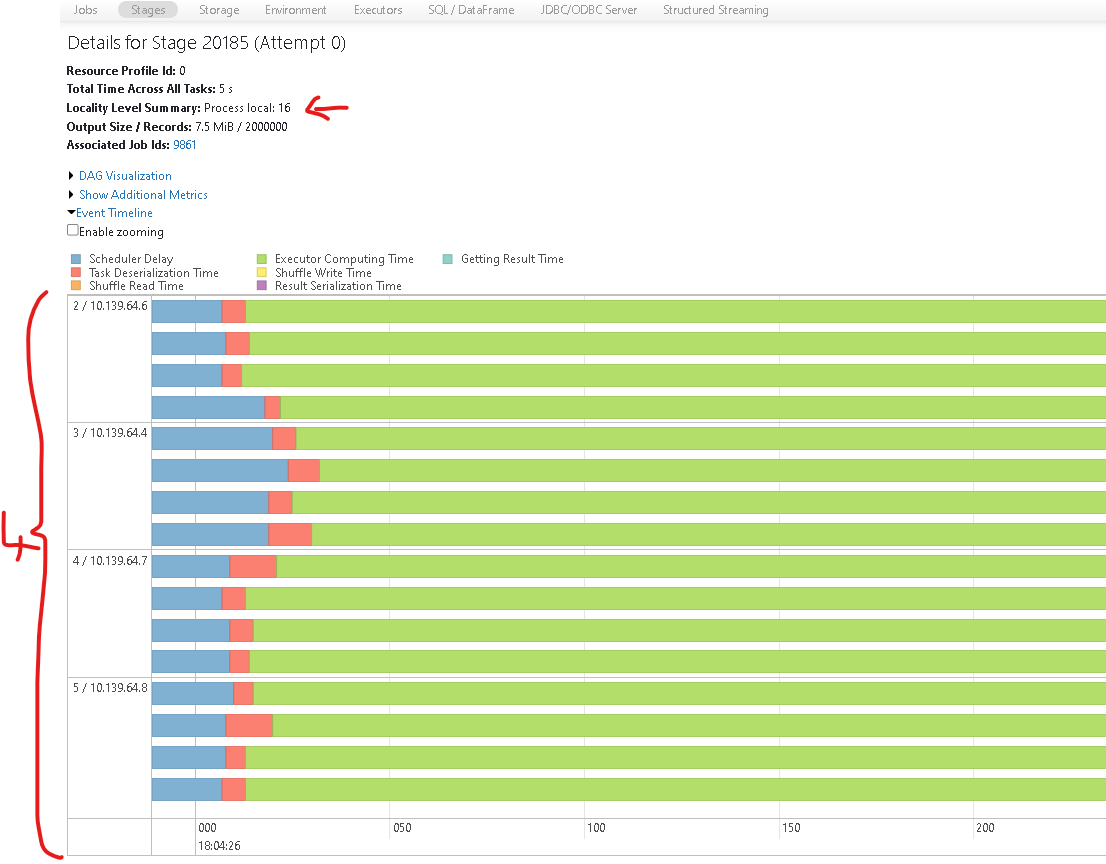 Jobs Stages Storage Environment Executors SQL / DataFrame JDBC/ODBC Server Structured Streaming
Details for Stage 20185 (Attempt 0)
Resource Profile Id: 0
Total Time Across All Tasks: 5 s
Locality Level Summary: Process local: 16
Output Size / Records: 7.5 MiB / 2000000
Associated Job Ids: 9861
DAG Visualization
Show Additional Metrics
Event Timeline
Enable zooming
Scheduler Delay Executor Computing Time Getting Result Time
Task Deserialization Time Shuffle Write Time
Shuffle Read Time Result Serialization Time
2 / 10.139.64.6
3 / 10.139.64.4
4
4 / 10.139.64.7
5 / 10.139.64.8
000 050 100 150 200
18:04:26